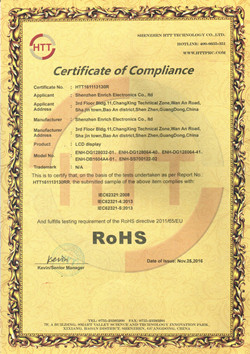 SHENZHEN HTT TECHNOLOGY CO., LTD.
HTT
Certificate of Compliance
Certificate No. : HTT161113130RR
Applicant : Shenzhen Enrich Electronics Co., ltd
Applicant Address : 3rd Floor Bldg.11,ChangXing Technical Zone,Wan An Road,
Sha jin town,Bao An district,Shen Zhen,GuangDong,China
Manufacturer : Shenzhen Enrich Electronics Co., ltd
Manufacturer Address : 3rd Floor Bldg.11,ChangXing Technical Zone,Wan An Road,
Sha jin town,Bao An district,Shen Zhen,GuangDong,China
Product : LCD display
Model No. :
Trademark : N/A
This is to certify that, on the basis of the tests undertaken as per Report No.
HTT161113130RR, the submitted sample of the above item complies with:
IEC62321-2008
IEC62321-4:2013
IEC62321-5:2013
And fulfils testing requirement of the RoHS directive 2011/65/EU
RoHS
Kevin/Senior Manager
Date of Issue: Nov.28,2016